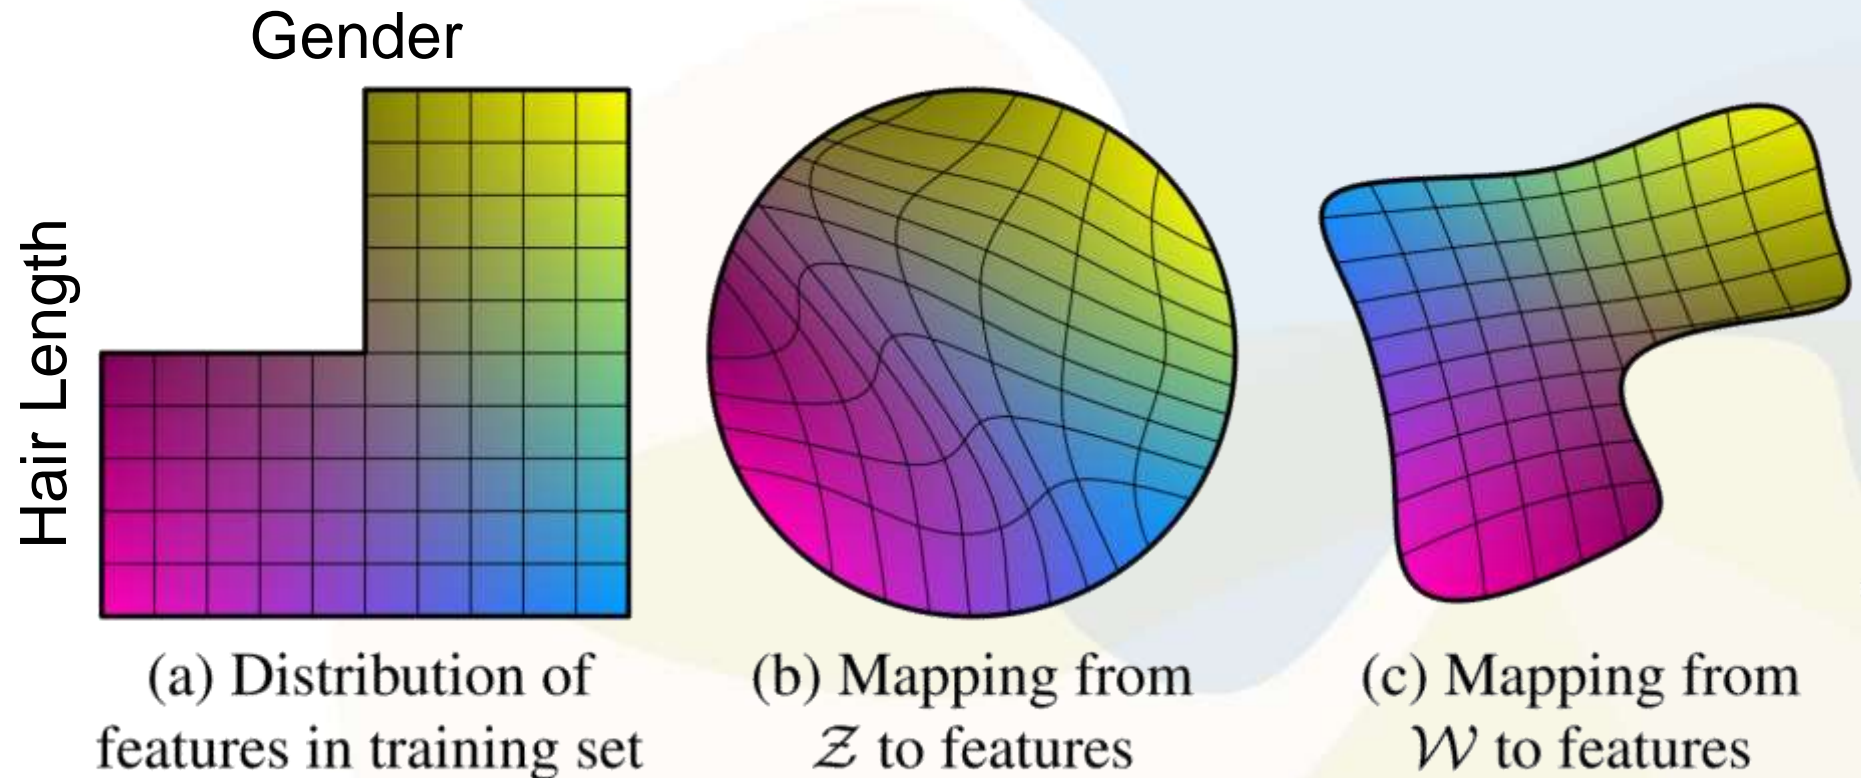 Gender
Hair Length
(a) Distribution of
features in training set
(b) Mapping from
𝒵 to features
(c) Mapping from
𝒲 to features